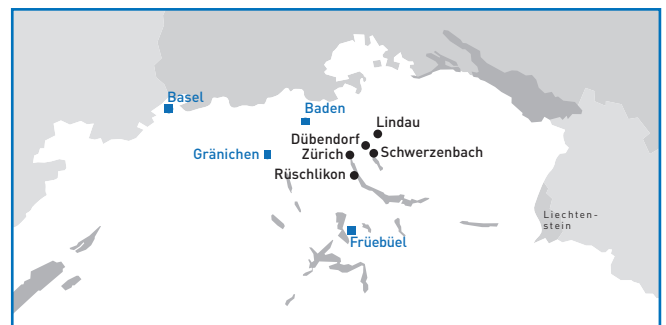 Basel
Baden
Lindau
Dübendorf
Gränichen
Zürich
Schwerzenbach
Rüschlikon
Liechten-
stein
Früebüel